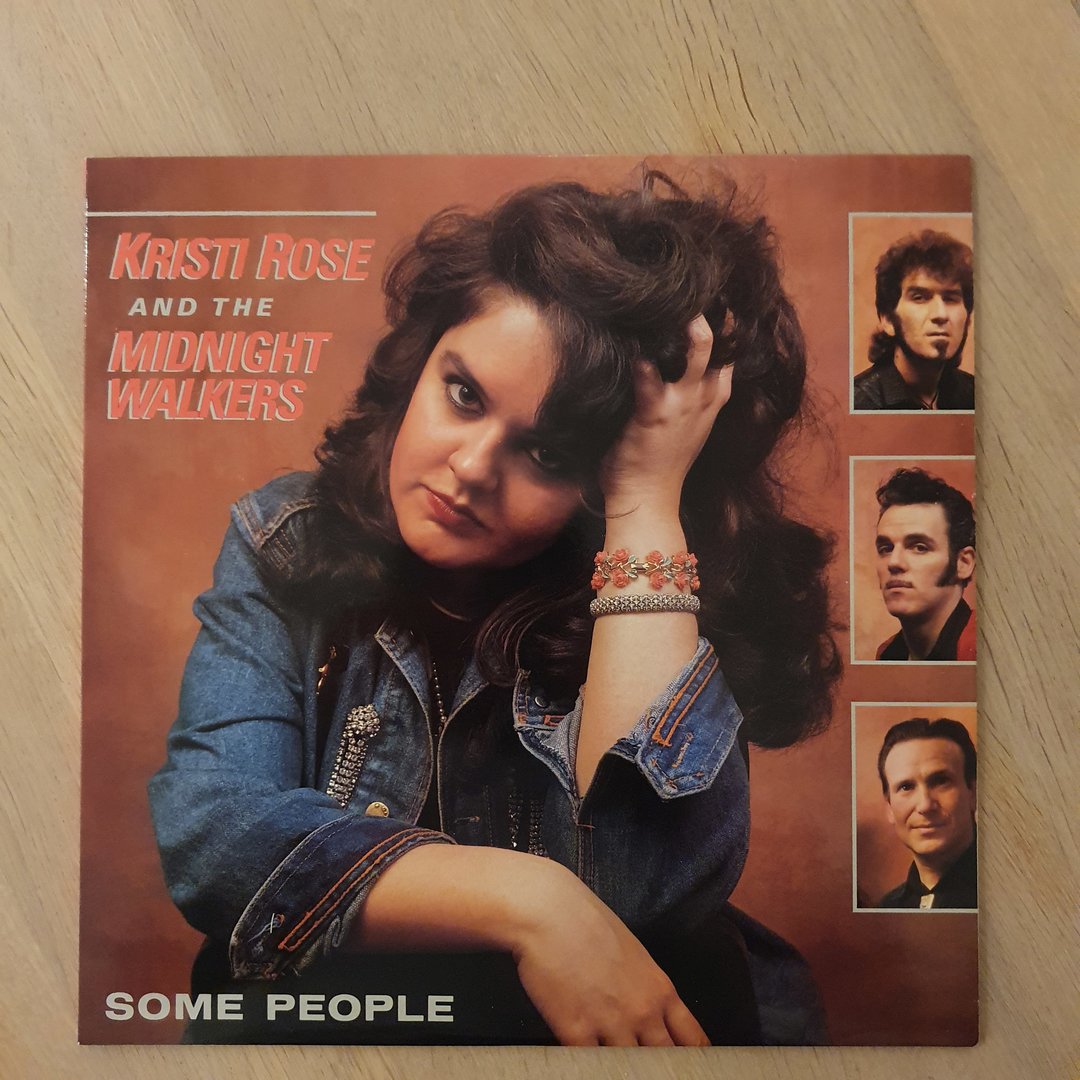 KRISTI ROSE
AND THE
MIDNIGHT
WALKERS
SOME PEOPLE